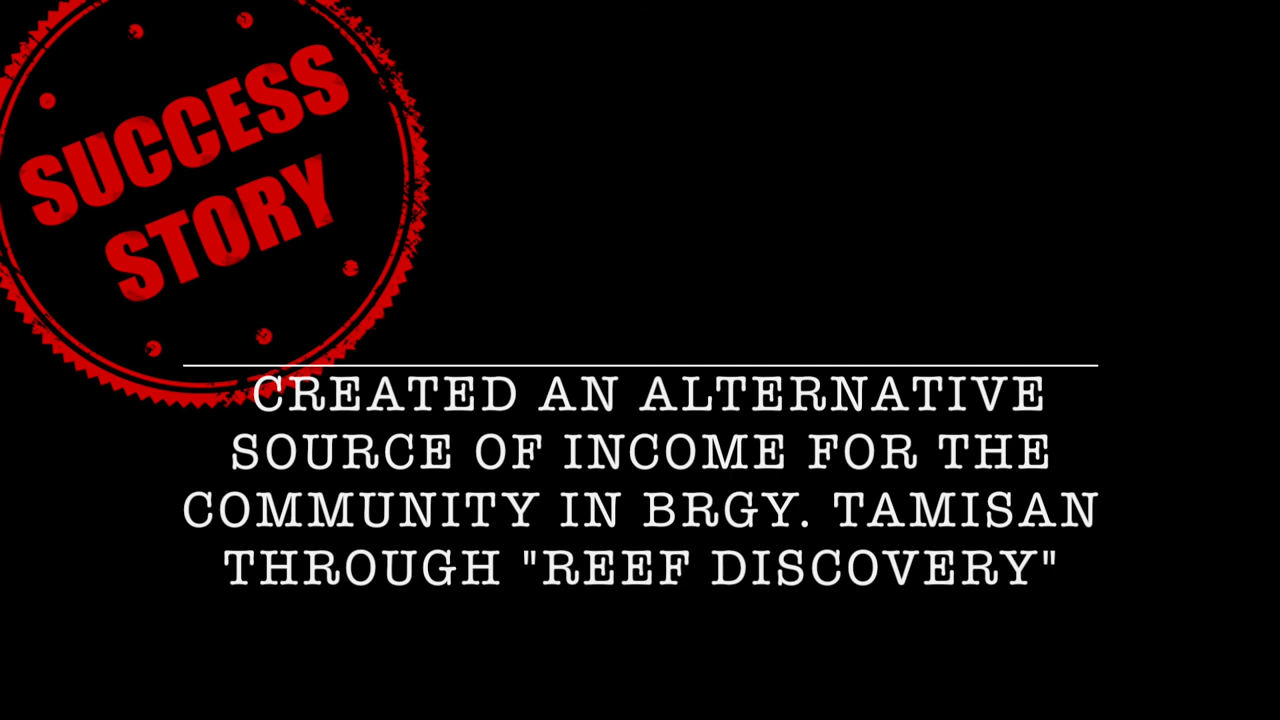 SUCCESS
STORY
CREATED AN ALTERNATIVE
SOURCE OF INCOME FOR THE
COMMUNITY IN BRGY. TAMISAN
THROUGH "REEF DISCOVERY"